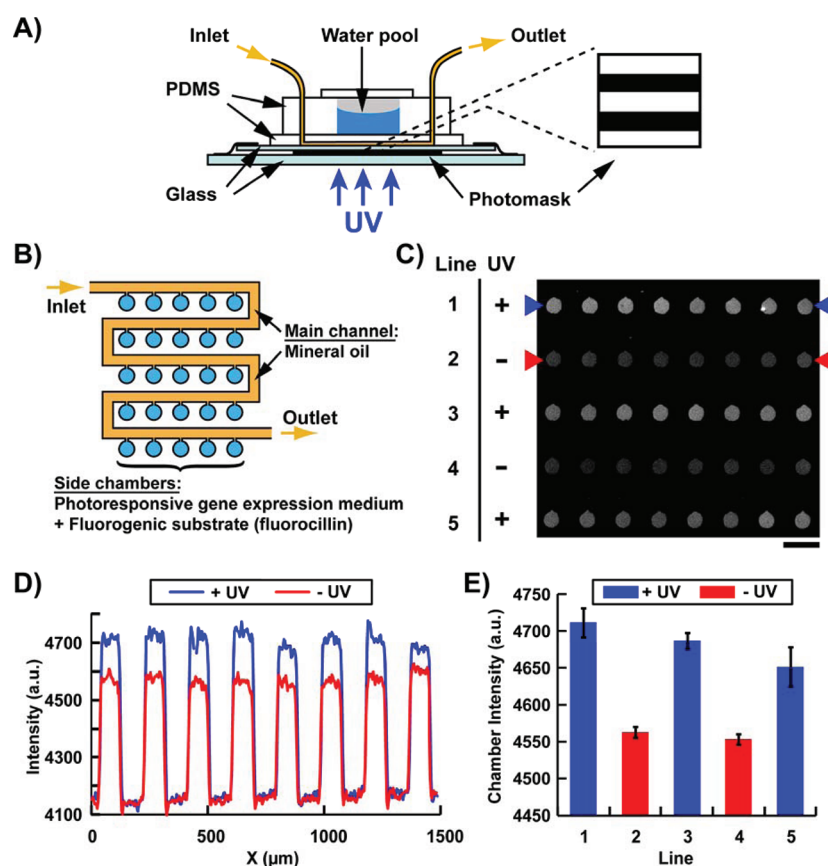 A)
Inlet
Water pool
Outlet
PDMS
Glass
Photomask
UV
B)
Inlet
Main channel:
Mineral oil
Outlet
Side chambers:
Photoresponsive gene expression medium
+ Fluorogenic substrate (fluorocillin)
C)
Line UV
1 +
2 -
3 +
4 -
5 +
D)
+ UV - UV
Intensity (a.u.)
4700
4500
4300
4100
0 500 1000 1500
X (µm)
E)
+ UV - UV
Chamber Intensity (a.u.)
4750
4700
4650
4600
4550
4500
4450
1 2 3 4 5
Line